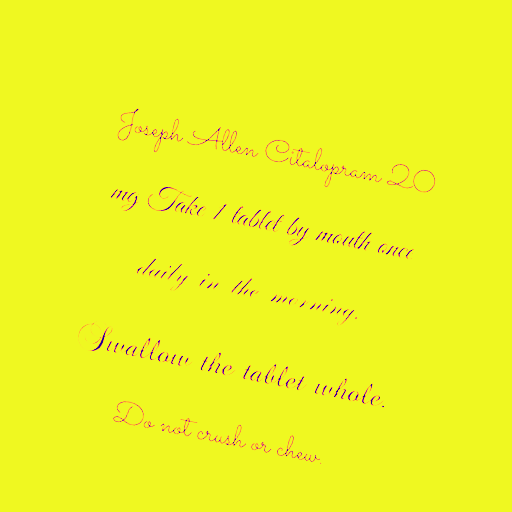 Joseph Allen Citalopram 20
mg Take 1 tablet by mouth once
daily in the morning.
Swallow the tablet whole.
Do not crush or chew.